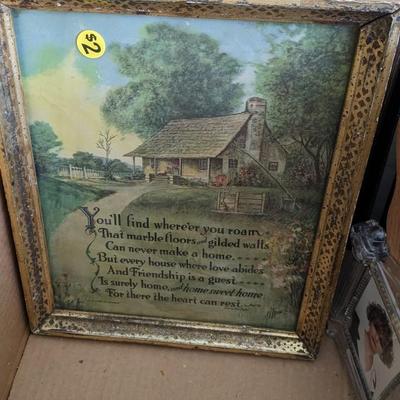 $2
You'll find where'er you roam
That marble floors and gilded walls
Can never make a home.....
But every house where love abides
And Friendship is a guest.....
Is surely home, and home sweet home
For there the heart can rest.